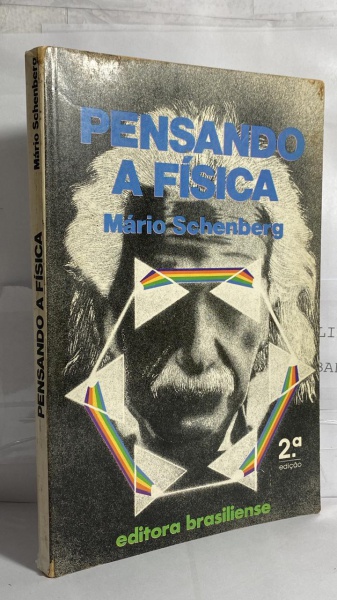 PENSANDO
A FÍSICA
Mário Schenberg
2.ª
edição
editora brasiliense
PENSANDO A FÍSICA
Mário Schenberg